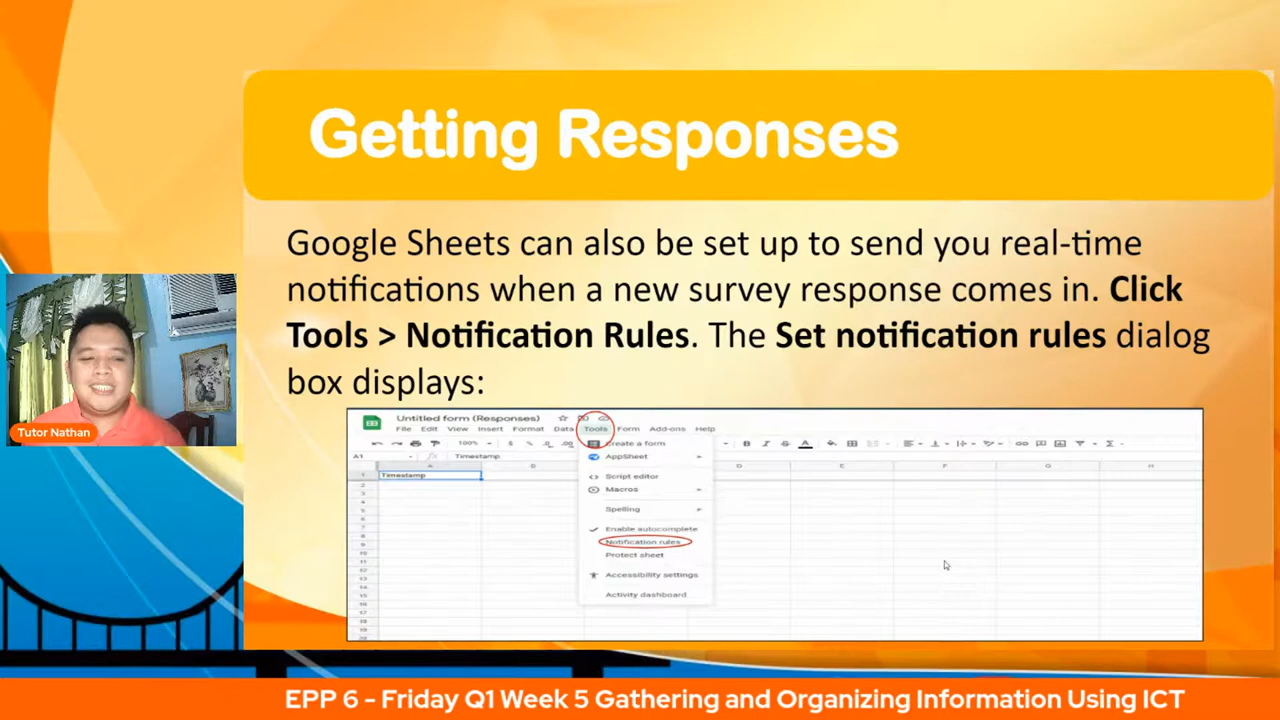 Getting Responses
Google Sheets can also be set up to send you real-time
notifications when a new survey response comes in. Click
Tools > Notification Rules. The Set notification rules dialog
box displays:
Untitled form (Responses)
File Edit View Insert Format Data Tools Form Add-ons Help
100%
Create a form
A1
Timestamp
AppSheet
A
D
E
F
G
H
1 Timestamp
Script editor
Macros
Spelling
Enable autocomplete
Notification rules
Protect sheet
Accessibility settings
Activity dashboard
Tutor Nathan
EPP 6 - Friday Q1 Week 5 Gathering and Organizing Information Using ICT